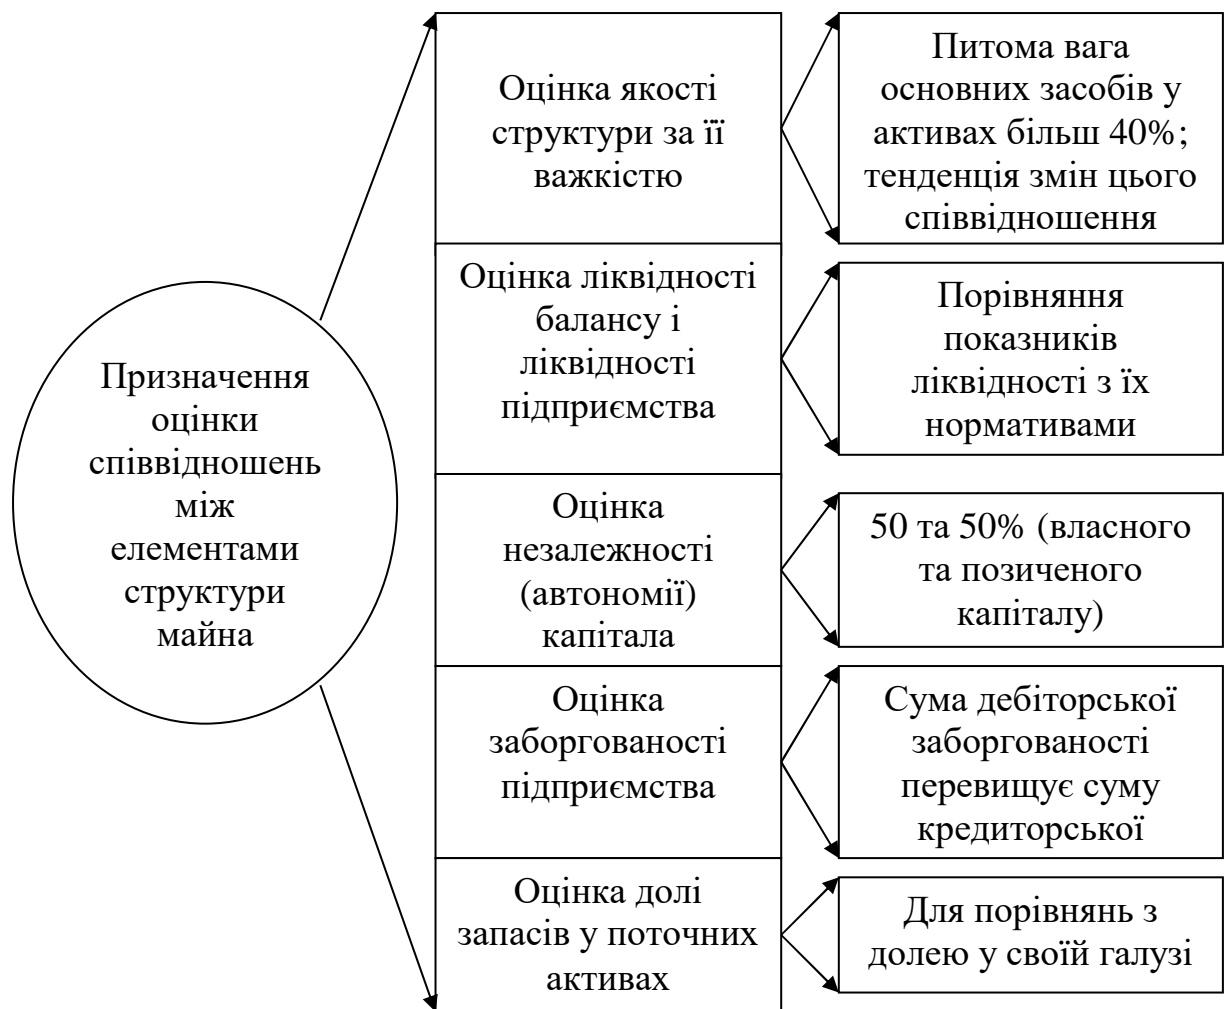 Призначення
оцінки
співвідношень
між
елементами
структури
майна
Оцінка якості
структури за її
важкістю
Питома вага
основних засобів у
активах більш 40%;
тенденція змін цього
співвідношення
Оцінка ліквідності
балансу і
ліквідності
підприємства
Порівняння
показників
ліквідності з їх
нормативами
Оцінка
незалежності
(автономії)
капітала
50 та 50% (власного
та позиченого
капіталу)
Оцінка
заборгованості
підприємства
Сума дебіторської
заборгованості
перевищує суму
кредиторської
Оцінка долі
запасів у поточних
активах
Для порівнянь з
долею у своїй галузі